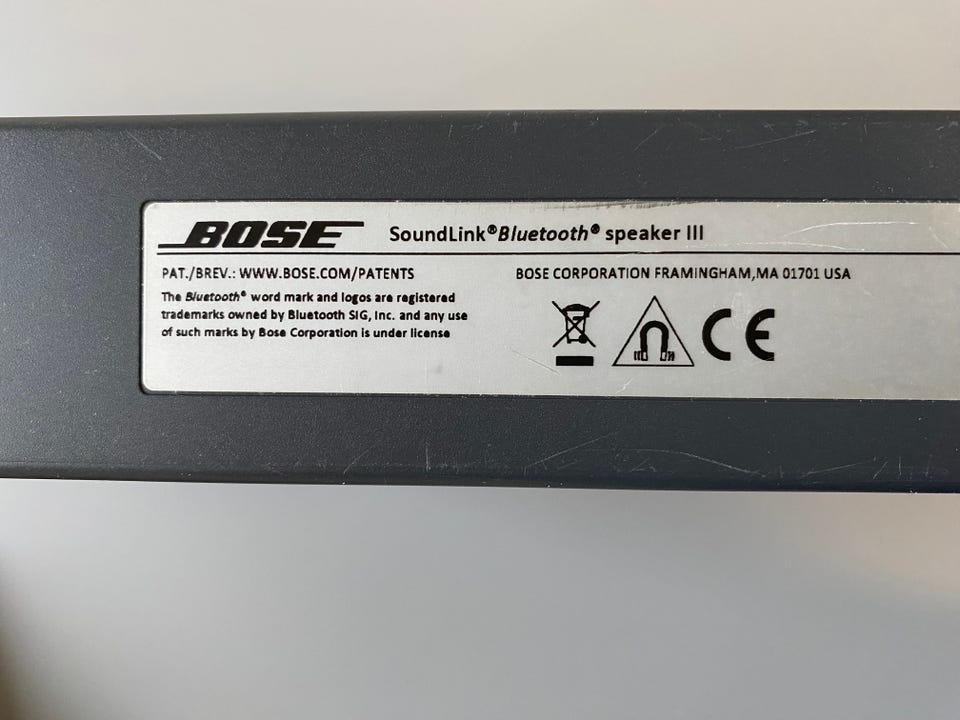 BOSE SoundLink®Bluetooth® speaker III
PAT./BREV.: WWW.BOSE.COM/PATENTS
The Bluetooth® word mark and logos are registered
trademarks owned by Bluetooth SIG, Inc. and any use
of such marks by Bose Corporation is under license
BOSE CORPORATION FRAMINGHAM,MA 01701 USA
CE